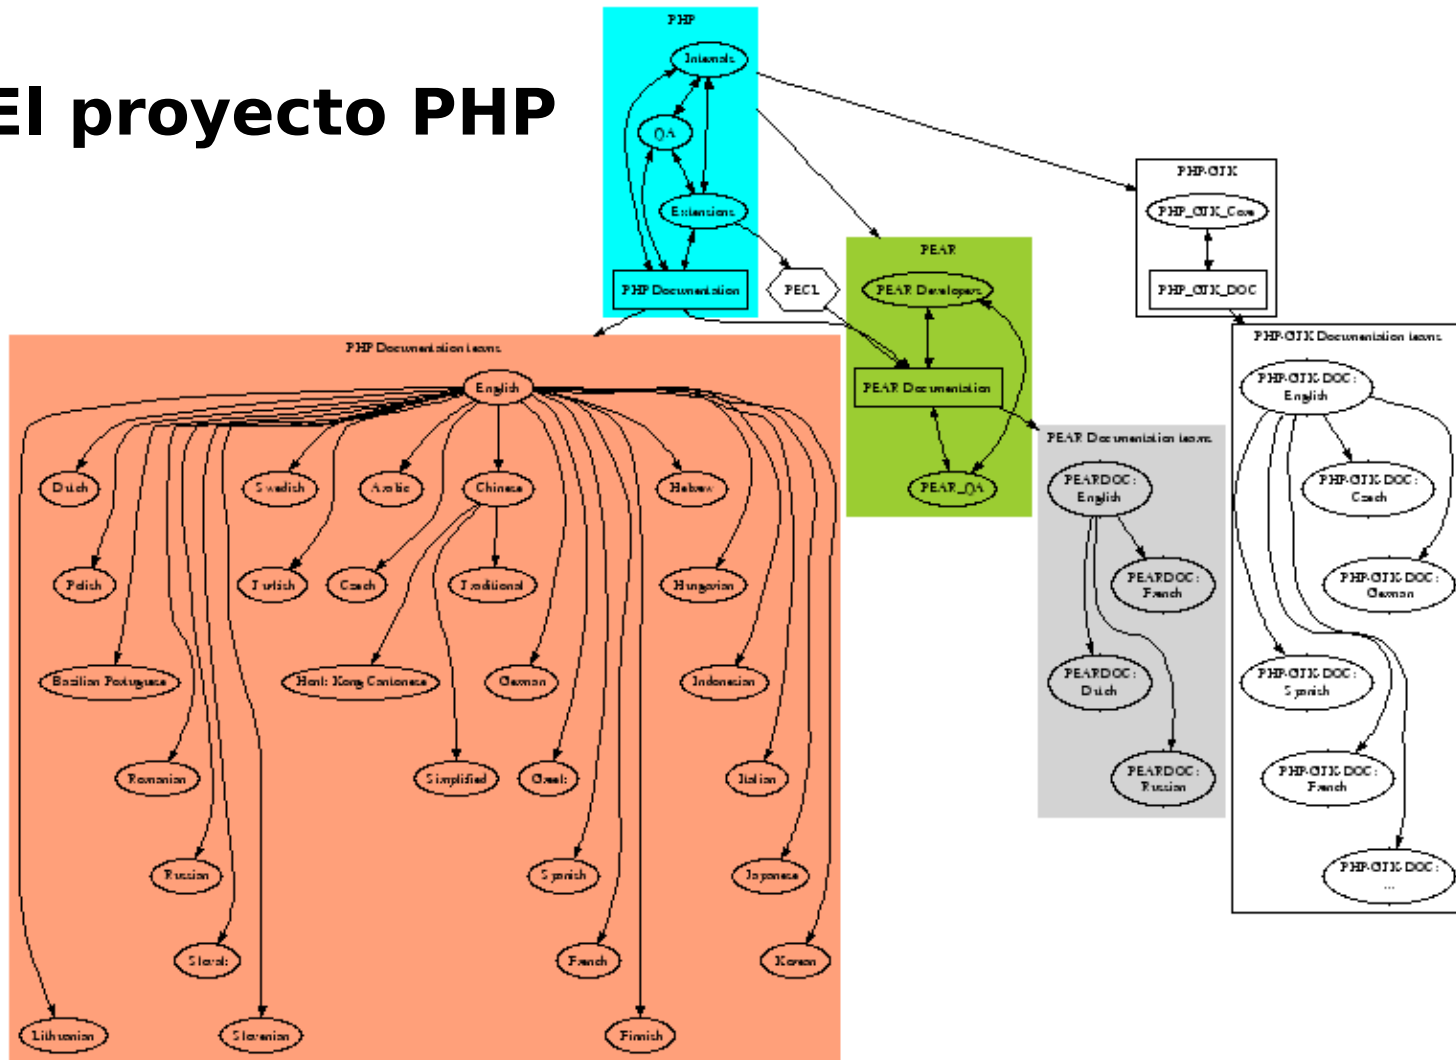 El proyecto PHP
PHP
Internals
QA
Extensions
PHP Documentation
PECL
PEAR
PEAR Developers
PEAR Documentation
PEAR_QA
PHP-GTK
PHP_GTK_Core
PHP_GTK_DOC
PHP Documentation teams
English
Dutch
Swedish
Arabic
Chinese
Hebrew
Polish
Turkish
Czech
Traditional
Hungarian
Brazilian Portuguese
Honk Kong Cantonese
German
Indonesian
Romanian
Simplified
Greek
Italian
Russian
Spanish
Japanese
Slovak
French
Korean
Lithuanian
Slovenian
Finnish
PEAR Documentation teams
PEARDOC:
English
PEARDOC:
French
PEARDOC:
Dutch
PEARDOC:
Russian
PHP-GTK Documentation teams
PHP-GTK-DOC:
English
PHP-GTK-DOC:
Czech
PHP-GTK-DOC:
German
PHP-GTK-DOC:
Spanish
PHP-GTK-DOC:
French
PHP-GTK-DOC:
...